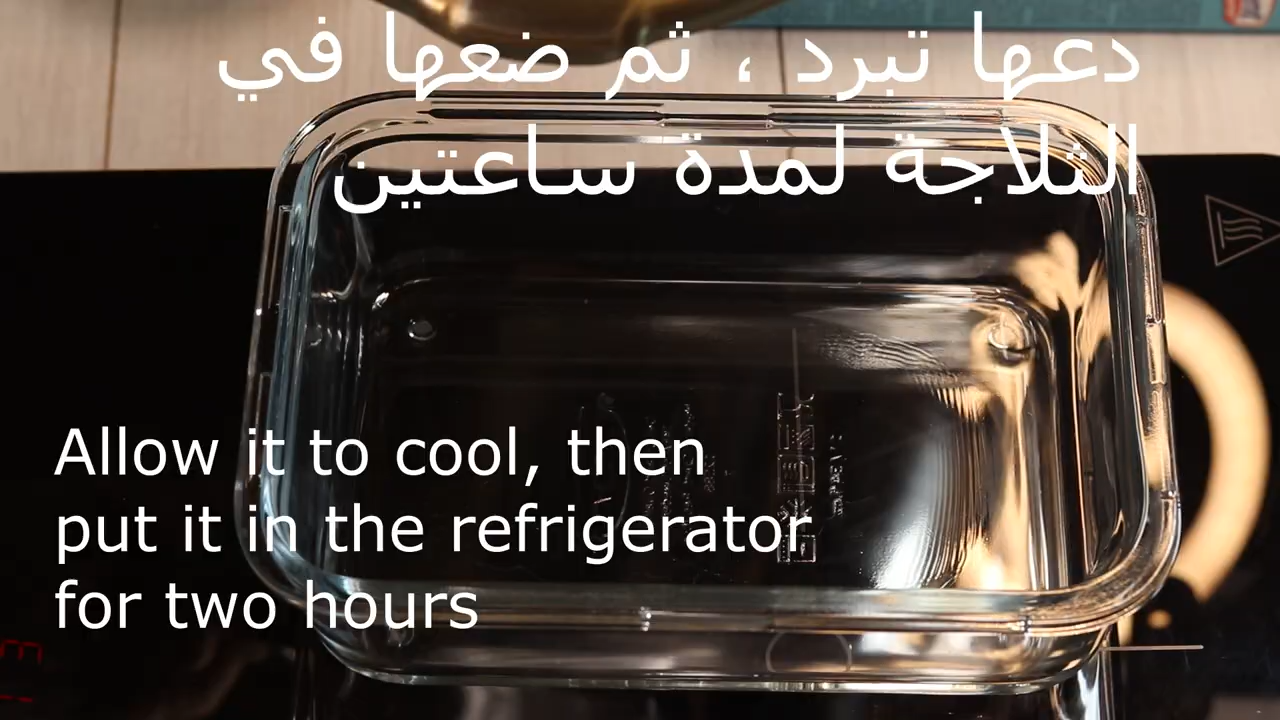 دعها تبرد ، ثم ضعها في
الثلاجة لمدة ساعتين
Allow it to cool, then
put it in the refrigerator
for two hours